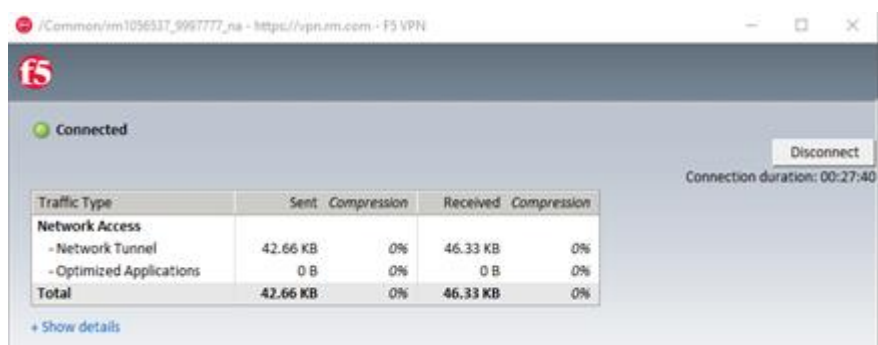 /Common/rm1056537_9997777_na - https://vpn.rm.com - F5 VPN
f5
Connected
Disconnect
Connection duration: 00:27:40
Traffic Type Sent Compression Received Compression
Network Access
- Network Tunnel 42.66 KB 0% 46.33 KB 0%
- Optimized Applications 0 B 0% 0 B 0%
Total 42.66 KB 0% 46.33 KB 0%
+ Show details